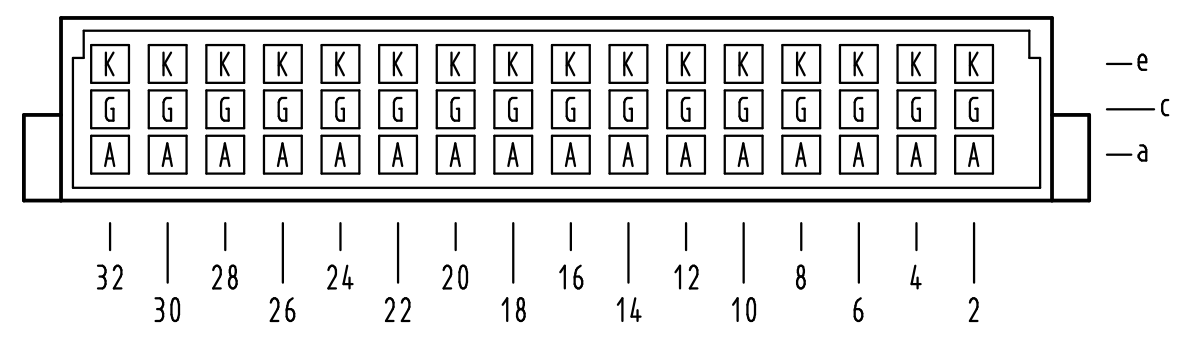 K K K K K K K K K K K K K K K K e
G G G G G G G G G G G G G G G G c
A A A A A A A A A A A A A A A A a
32 28 24 20 16 12 8 4
30 26 22 18 14 10 6 2